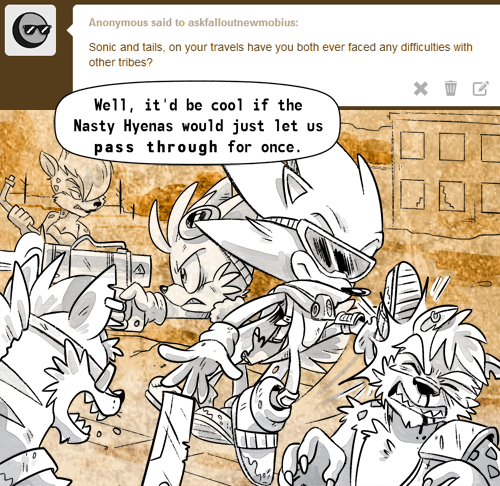 Anonymous said to askfalloutnewmobius:
Sonic and tails, on your travels have you both ever faced any difficulties with
other tribes?
Well, it'd be cool if the
Nasty Hyenas would just let us
pass through for once.